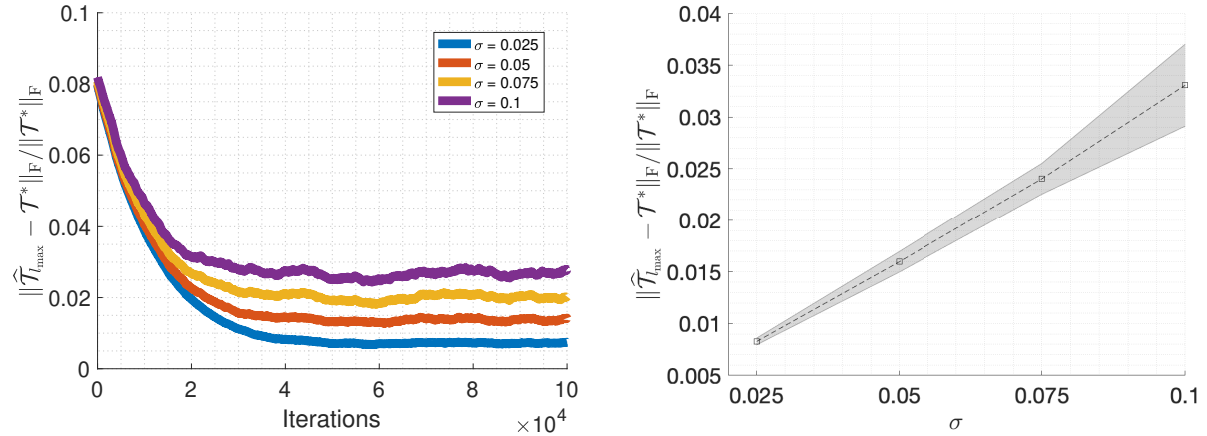 0.1
0.08
0.06
0.04
0.02
0
‖𝒯̂_{l_max} − 𝒯*‖_F/‖𝒯*‖_F
σ = 0.025
σ = 0.05
σ = 0.075
σ = 0.1
0 2 4 6 8 10
Iterations
×10⁴
0.04
0.035
0.03
0.025
0.02
0.015
0.01
0.005
‖𝒯̂_{l_max} − 𝒯*‖_F/‖𝒯*‖_F
0.025 0.05 0.075 0.1
σ